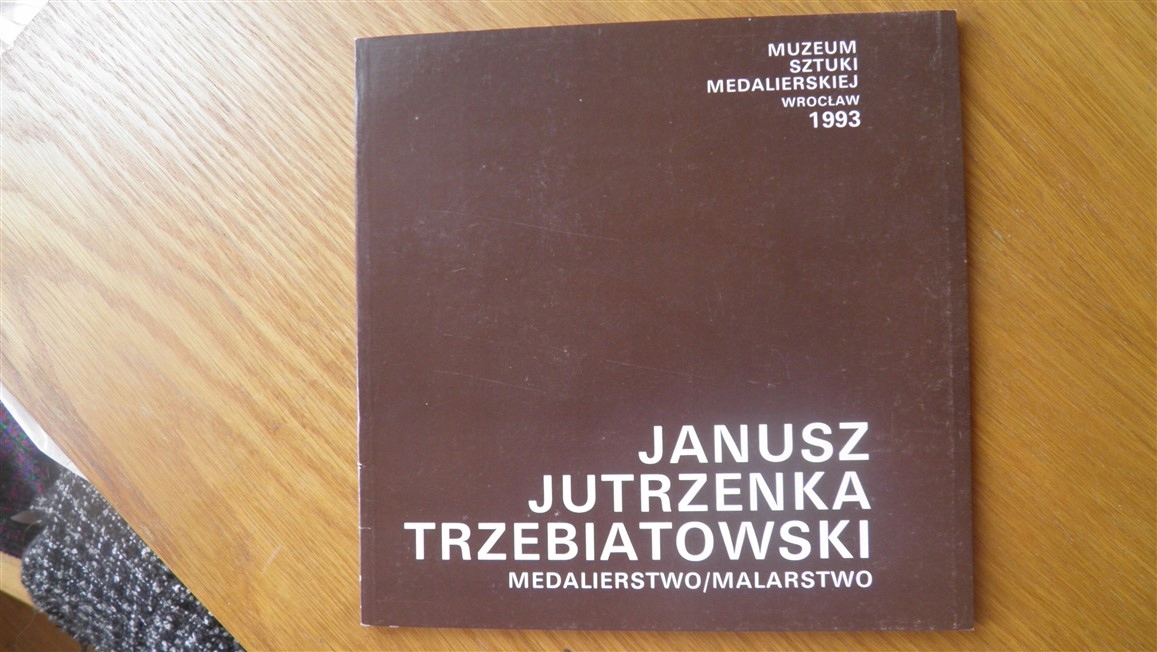 MUZEUM
SZTUKI
MEDALIERSKIEJ
WROCŁAW
1993
JANUSZ
JUTRZENKA
TRZEBIATOWSKI
MEDALIERSTWO/MALARSTWO